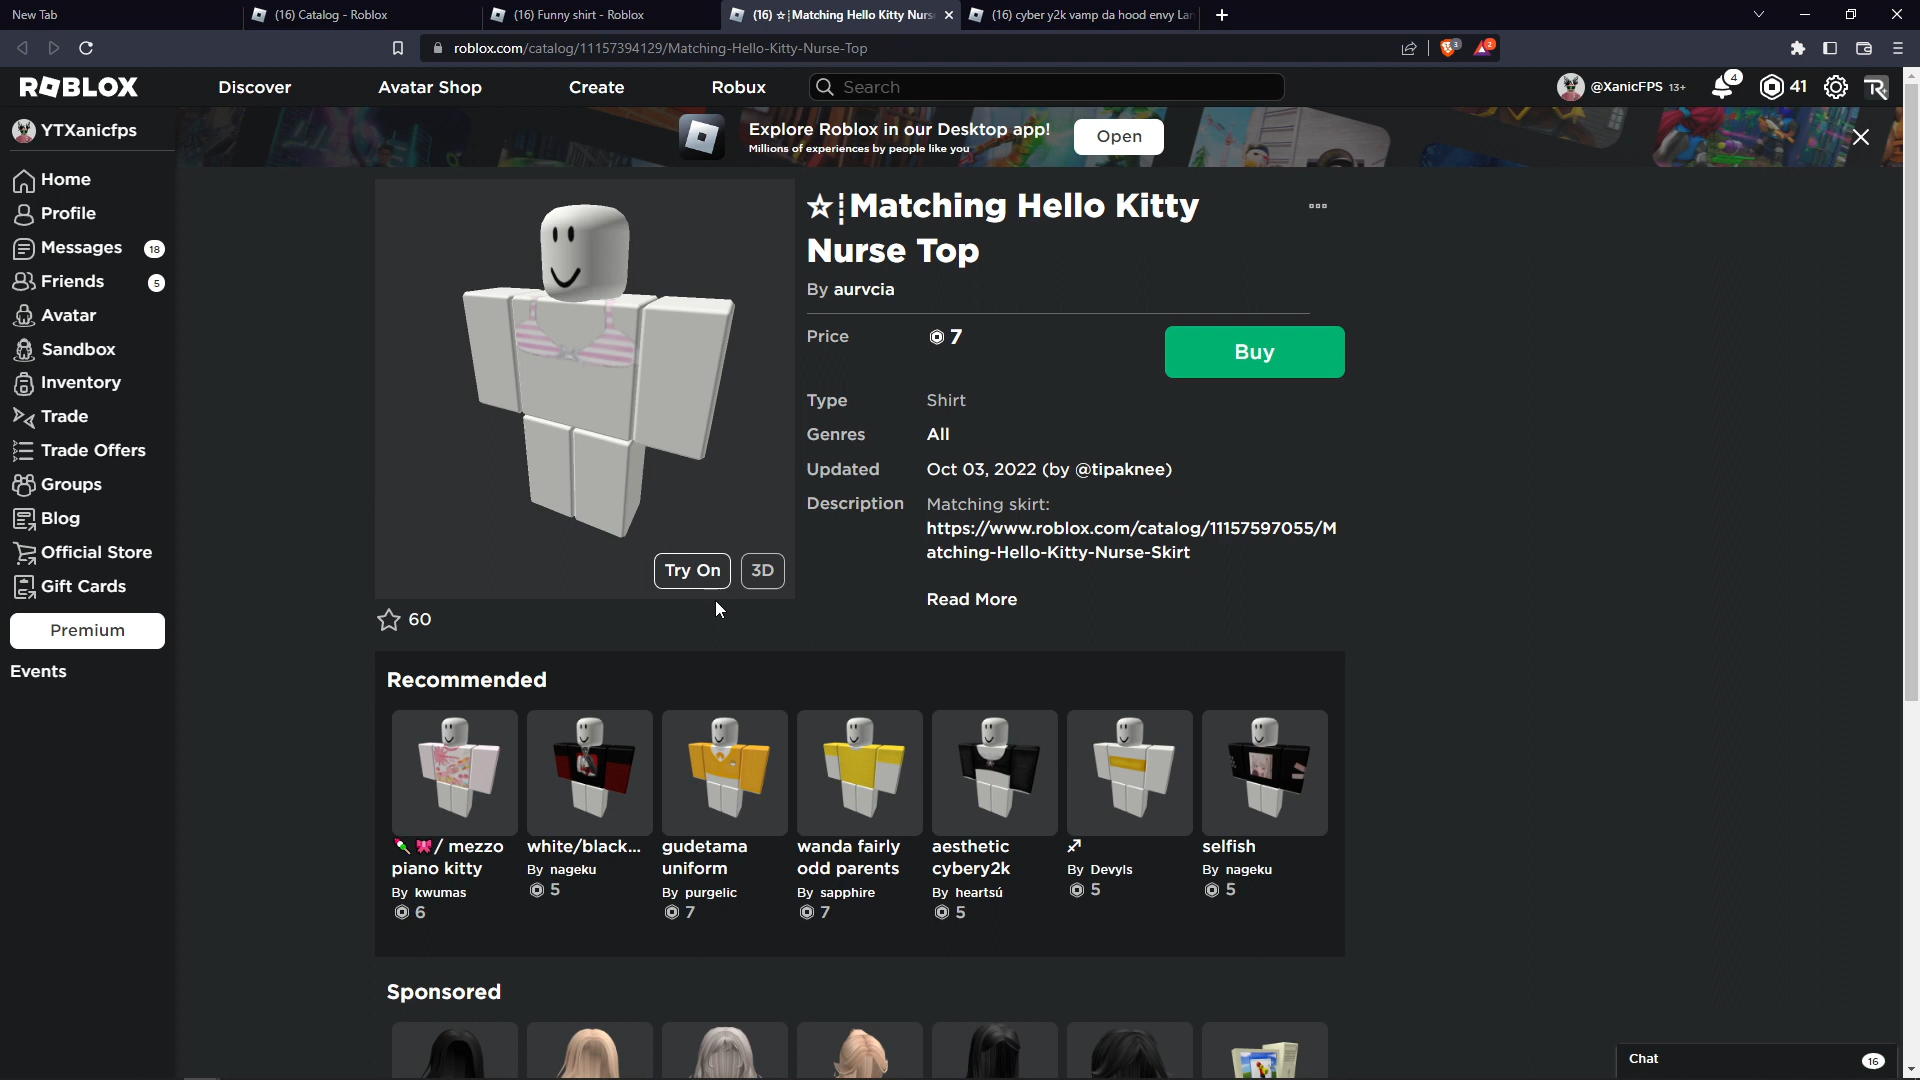 New Tab
(16) Catalog - Roblox
(16) Funny shirt - Roblox
(16) ☆┊Matching Hello Kitty Nurs
(16) cyber y2k vamp da hood envy Lan
roblox.com/catalog/11157394129/Matching-Hello-Kitty-Nurse-Top
3
2
ROBLOX
Discover
Avatar Shop
Create
Robux
Search
@XanicFPS 13+
4
41
R+
YTXanicfps
Explore Roblox in our Desktop app!
Millions of experiences by people like you
Open
Home
Profile
Messages 18
Friends 5
Avatar
Sandbox
Inventory
Trade
Trade Offers
Groups
Blog
Official Store
Gift Cards
Premium
Events
☆┊Matching Hello Kitty
Nurse Top
By aurvcia
Price 7
Buy
Type Shirt
Genres All
Updated Oct 03, 2022 (by @tipaknee)
Description Matching skirt:
https://www.roblox.com/catalog/11157597055/M
atching-Hello-Kitty-Nurse-Skirt
Read More
Try On
3D
60
Recommended
/ mezzo
piano kitty
By kwumas
6
white/black...
By nageku
5
gudetama
uniform
By purgelic
7
wanda fairly
odd parents
By sapphire
7
aesthetic
cybery2k
By heartsú
5
♐
By Devyls
5
selfish
By nageku
5
Sponsored
Chat 16